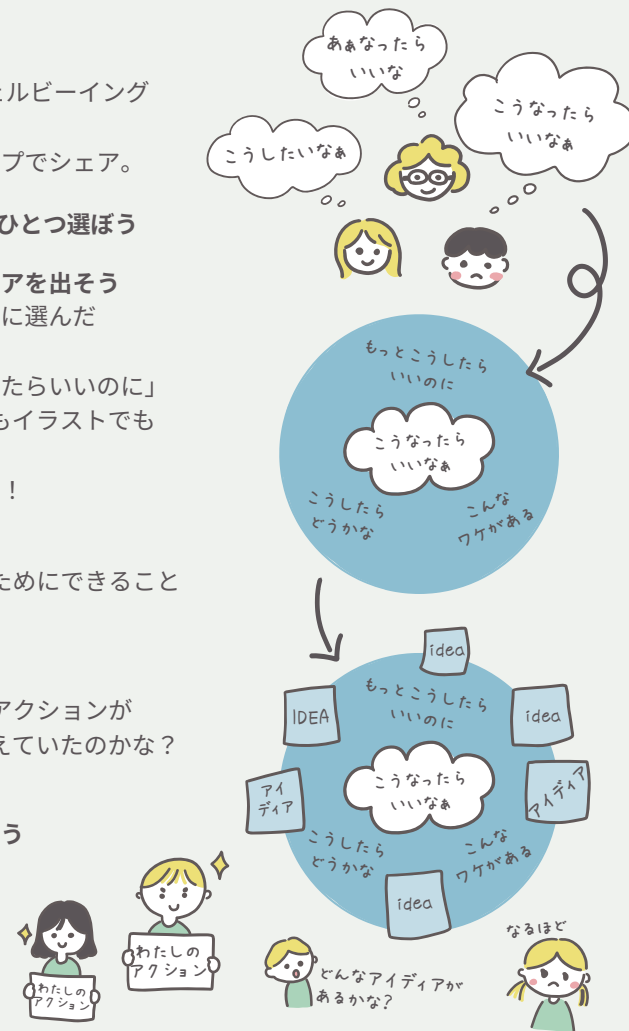 ああなったら
いいな
こうなったら
いいなぁ
こうしたいなぁ
ェルビーイング
プでシェア。
ひとつ選ぼう
アを出そう
に選んだ
たらいいのに」
もイラストでも
！
もっとこうしたら
いいのに
こうなったら
いいなぁ
こうしたら
どうかな
こんな
ワケがある
ためにできること
アクションが
えていたのかな？
う
idea
IDEA
もっとこうしたら
いいのに
idea
アイ
ディア
こうなったら
いいなぁ
アイディア
こうしたら
どうかな
こんな
ワケがある
idea
わたしの
アクション
わたしの
アクション
どんなアイディアが
あるかな?
なるほど